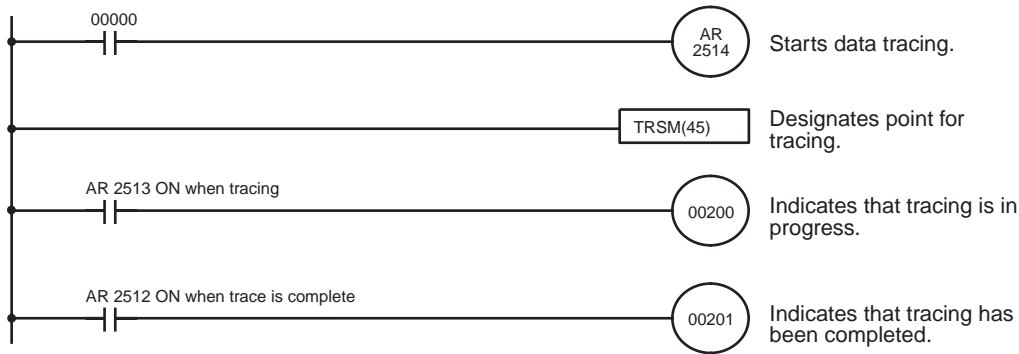 00000
AR
2514
Starts data tracing.
TRSM(45)
Designates point for
tracing.
AR 2513 ON when tracing
00200
Indicates that tracing is in
progress.
AR 2512 ON when trace is complete
00201
Indicates that tracing has
been completed.